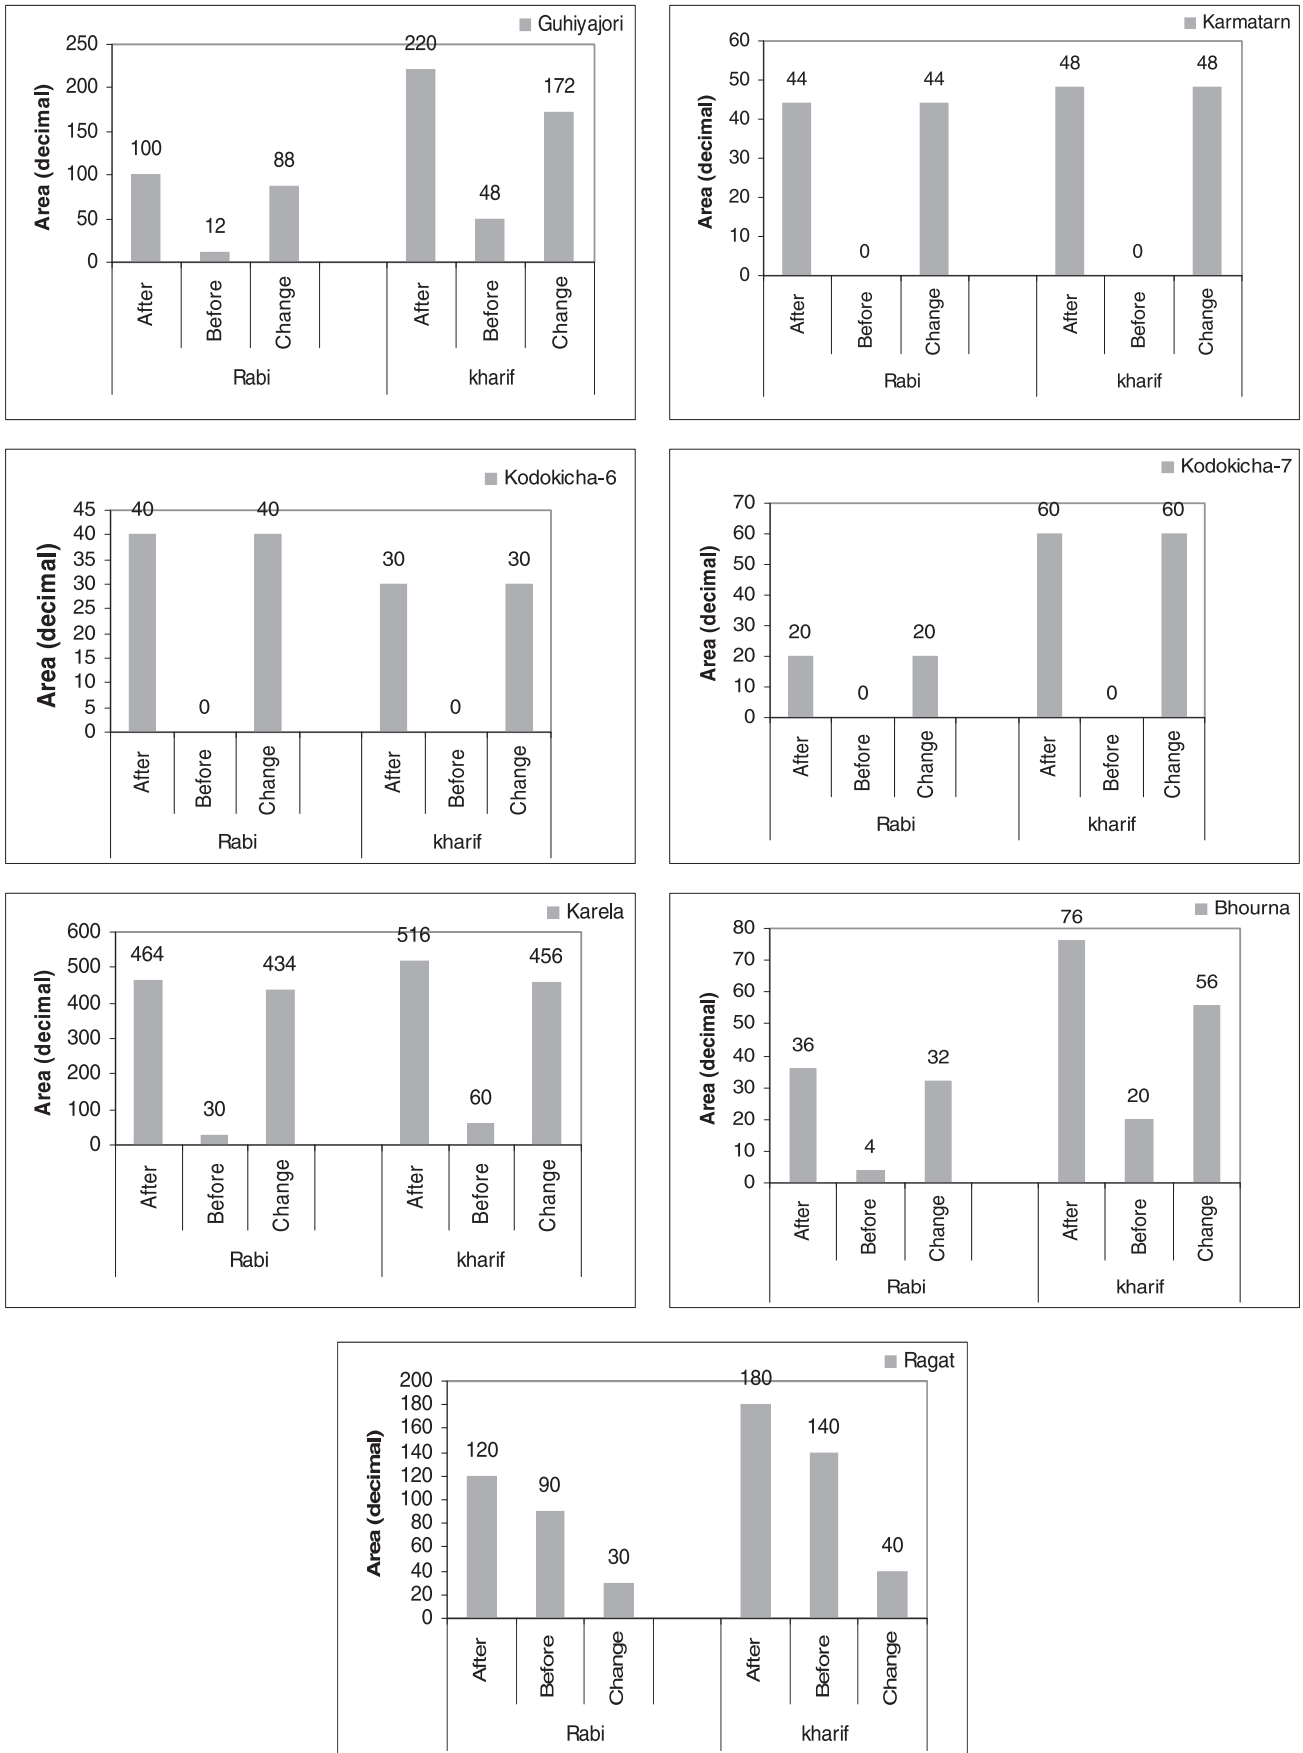 Guhiyajori
Area (decimal)
250
200
150
100
50
0
100
12
88
220
48
172
After
Before
Change
After
Before
Change
Rabi
kharif
Karmatarn
Area (decimal)
60
50
40
30
20
10
0
44
0
44
48
0
48
After
Before
Change
After
Before
Change
Rabi
kharif
Kodokicha-6
Area (decimal)
45
40
35
30
25
20
15
10
5
0
40
0
40
30
0
30
After
Before
Change
After
Before
Change
Rabi
kharif
Kodokicha-7
Area (decimal)
70
60
50
40
30
20
10
0
20
0
20
60
0
60
After
Before
Change
After
Before
Change
Rabi
kharif
Karela
Area (decimal)
600
500
400
300
200
100
0
464
30
434
516
60
456
After
Before
Change
After
Before
Change
Rabi
kharif
Bhourna
Area (decimal)
80
70
60
50
40
30
20
10
0
36
4
32
76
20
56
After
Before
Change
After
Before
Change
Rabi
kharif
Ragat
Area (decimal)
200
180
160
140
120
100
80
60
40
20
0
120
90
30
180
140
40
After
Before
Change
After
Before
Change
Rabi
kharif